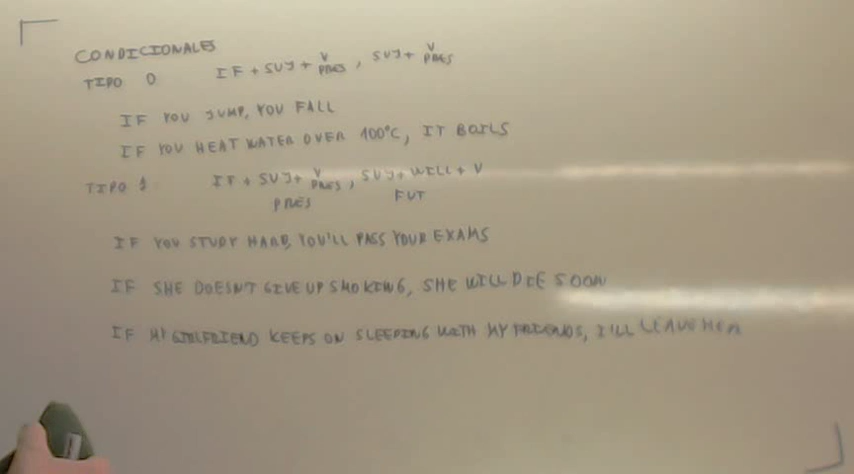 CONDICIONALES
TIPO 0 IF + SUJ + V PRES, SUJ + V PRES
IF YOU JUMP, YOU FALL
IF YOU HEAT WATER OVER 100°C, IT BOILS
TIPO 1 IF + SUJ + V PRES, SUJ + WILL + V
PRES FUT
IF YOU STUDY HARD, YOU'LL PASS YOUR EXAMS
IF SHE DOESN'T GIVE UP SMOKING, SHE WILL DIE SOON
IF MY GIRLFRIEND KEEPS ON SLEEPING WITH MY FRIENDS, I'LL LEAVE HER